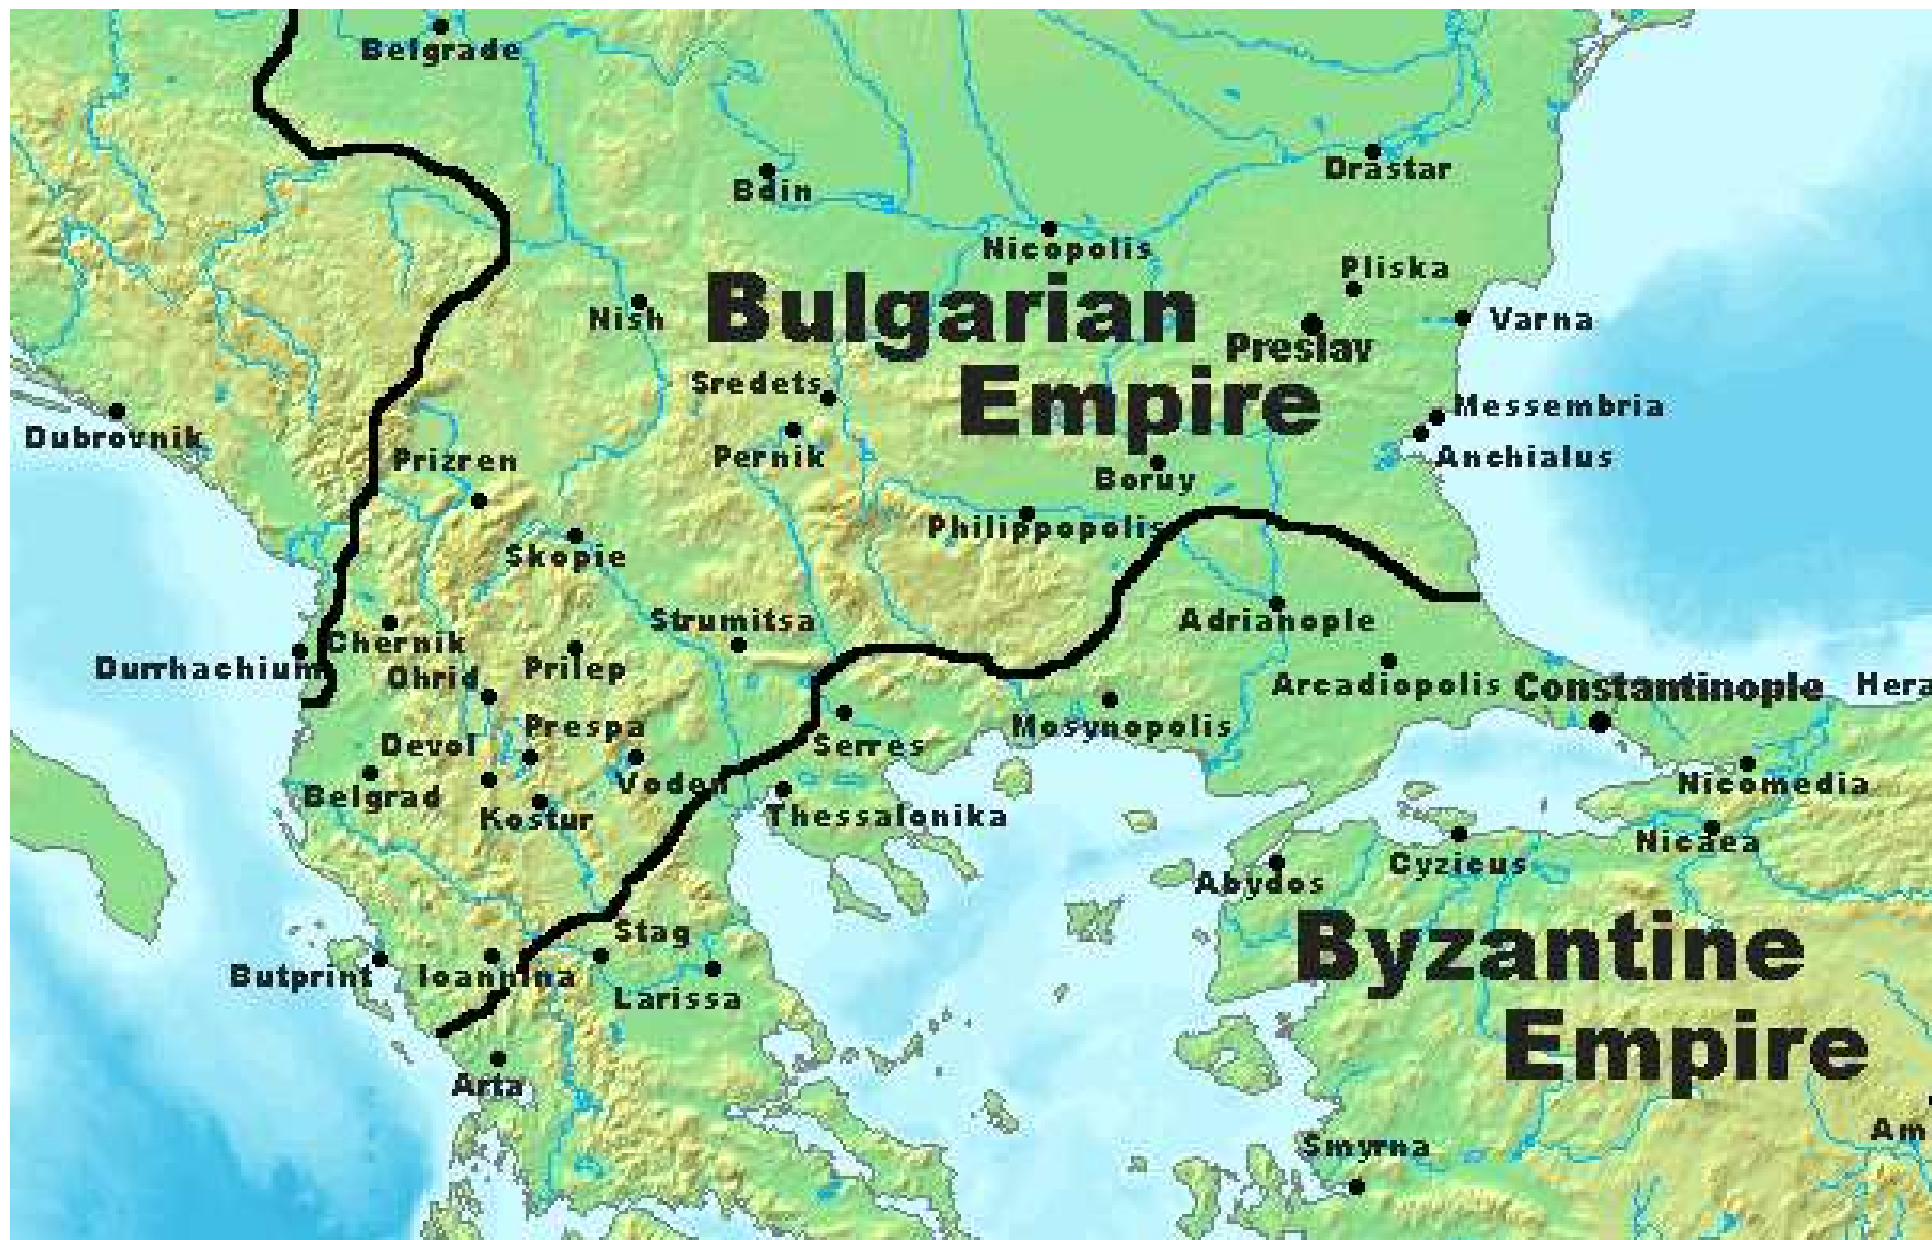 Belgrade
Drăstar
Bdin
Nicopolis
Pliska
Nish
Bulgarian
Varna
Preslav
Sredets
Empire
Messembria
Dubrovnik
Pernik
Anchialus
Prizren
Boruy
Philippopolis
Skopie
Strumitsa
Adrianople
Chernik
Durrhachium
Prilep
Ohrid
Arcadiopolis
Constantinople
Hera
Prespa
Mosynopolis
Devol
Serres
Voden
Nicomedia
Belgrad
Kostur
Thessalonika
Nicaea
Cyzicus
Abydos
Stag
Byzantine
Butprint
Ioannina
Larissa
Empire
Arta
Smyrna
Am